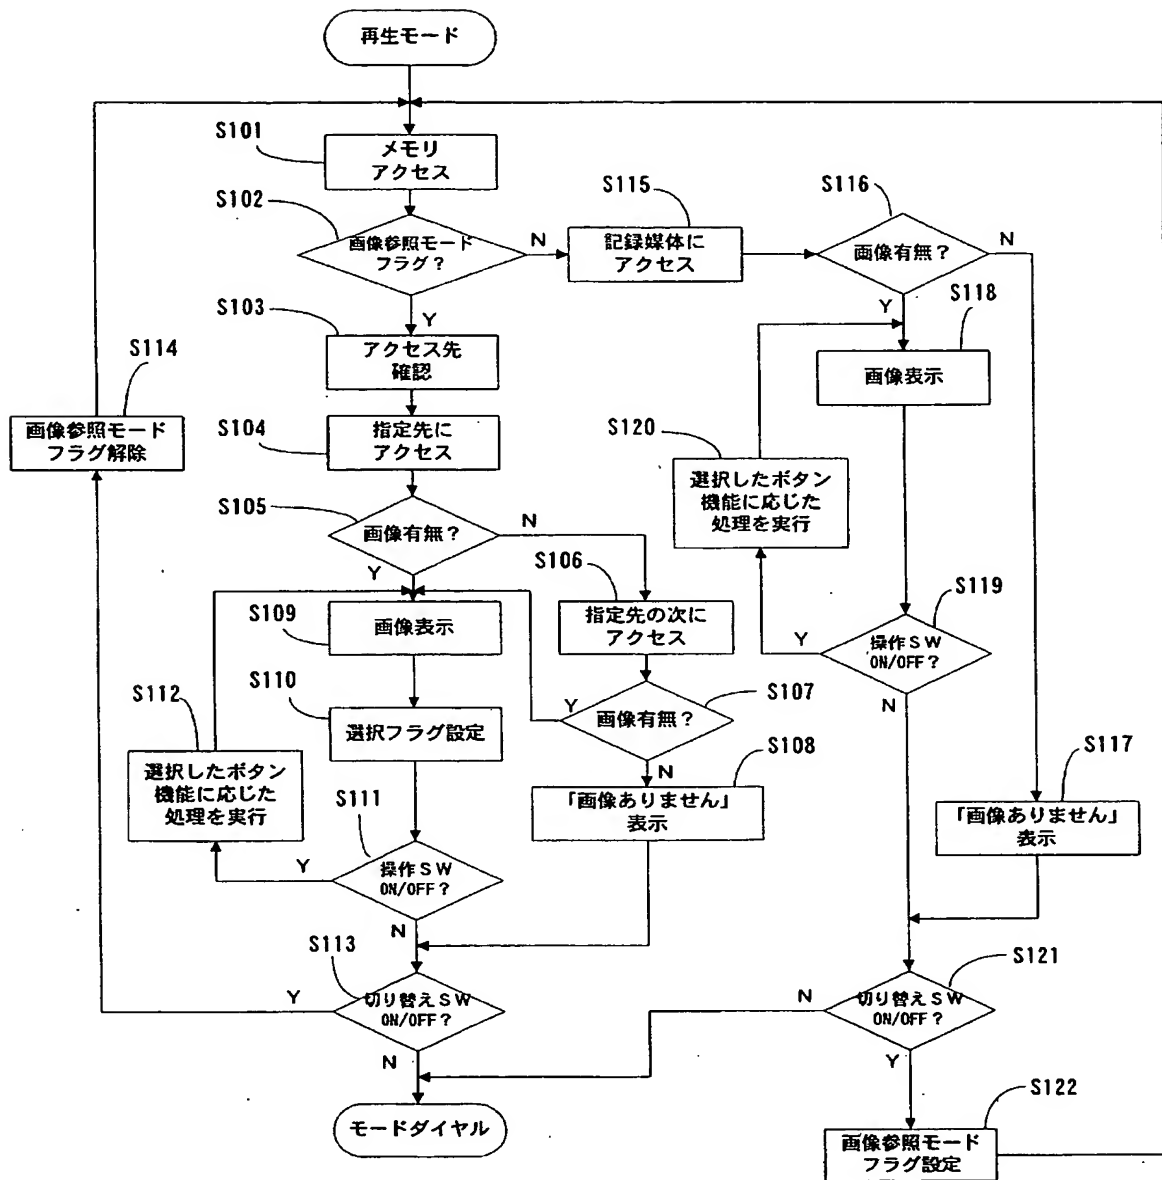 再生モード
S101
メモリ
アクセス
S102
画像参照モード
フラグ?
N
Y
S115
記録媒体に
アクセス
S116
画像有無?
N
Y
S103
アクセス先
確認
S118
画像表示
S114
画像参照モード
フラグ解除
S104
指定先に
アクセス
S120
選択したボタン
機能に応じた
処理を実行
S105
画像有無?
N
Y
S106
指定先の次に
アクセス
S109
画像表示
S119
操作SW
ON/OFF?
Y
N
S107
画像有無?
Y
N
S110
選択フラグ設定
S112
選択したボタン
機能に応じた
処理を実行
S108
「画像ありません」
表示
S117
「画像ありません」
表示
S111
操作SW
ON/OFF?
Y
N
S113
切り替えSW
ON/OFF?
Y
N
S121
切り替えSW
ON/OFF?
N
Y
モードダイヤル
S122
画像参照モード
フラグ設定